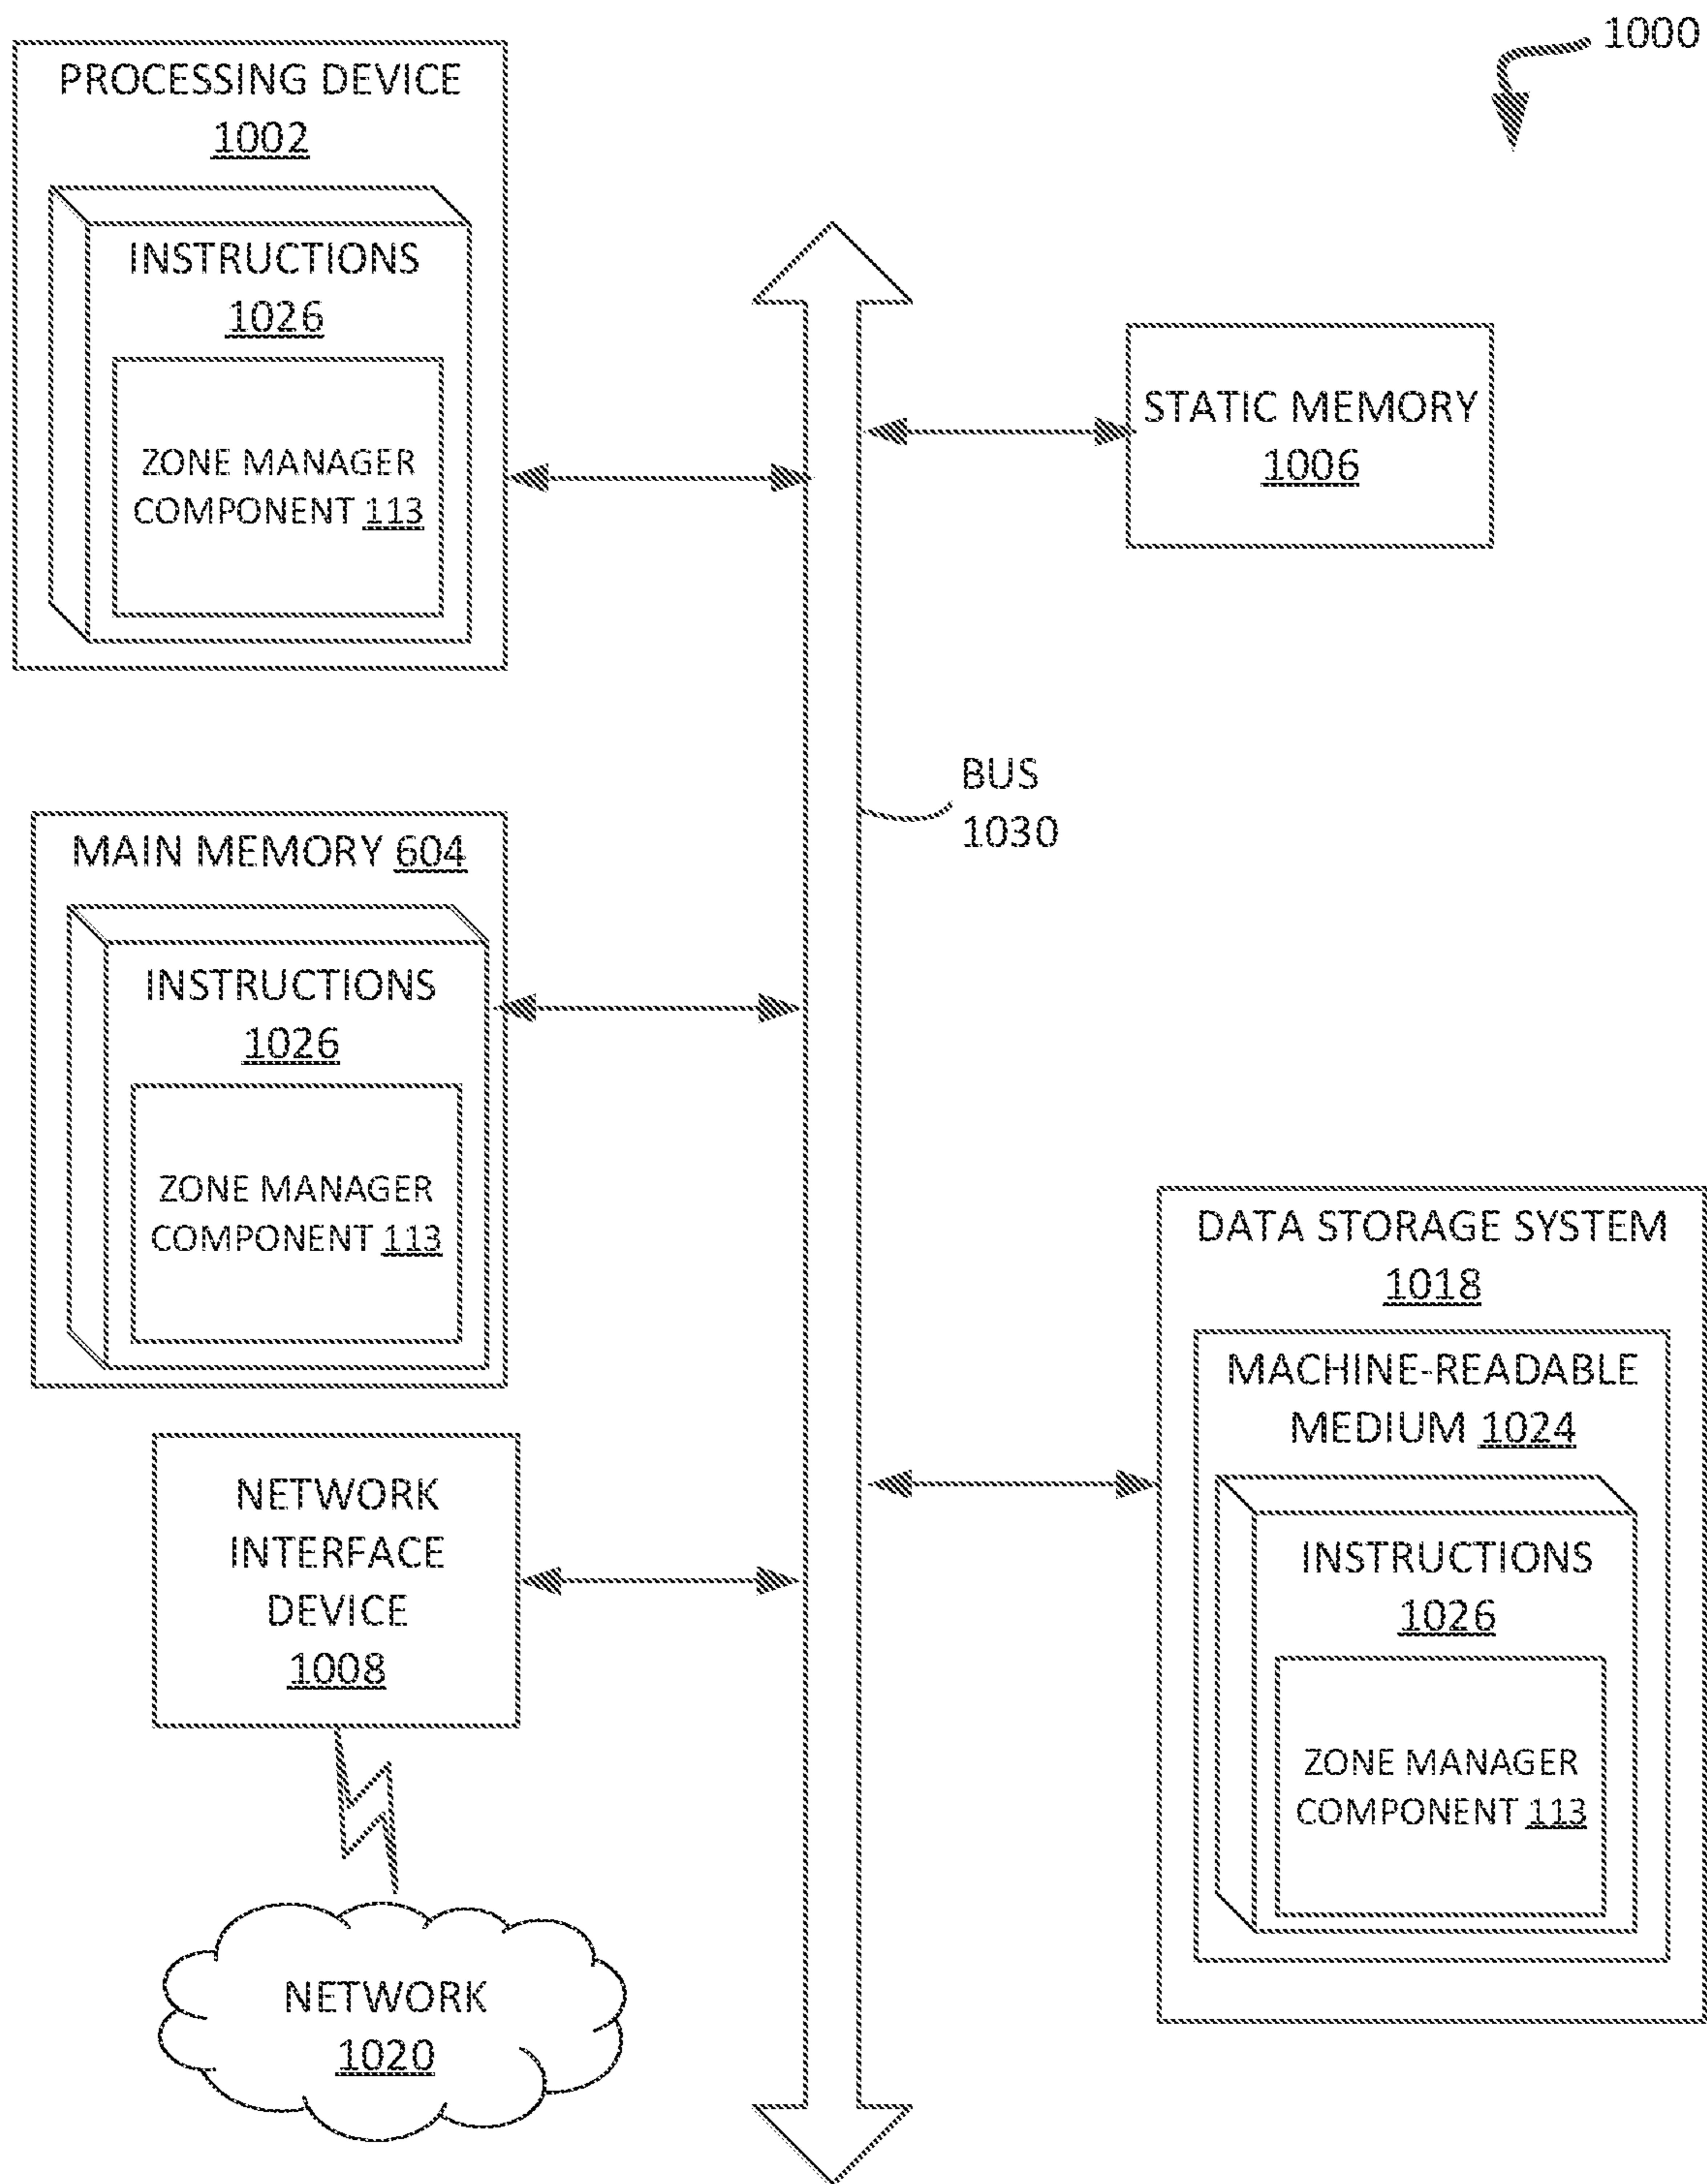 1000
PROCESSING DEVICE
1002
INSTRUCTIONS
1026
ZONE MANAGER
COMPONENT 113
STATIC MEMORY
1006
BUS
1030
MAIN MEMORY 604
INSTRUCTIONS
1026
ZONE MANAGER
COMPONENT 113
DATA STORAGE SYSTEM
1018
MACHINE-READABLE
MEDIUM 1024
INSTRUCTIONS
1026
ZONE MANAGER
COMPONENT 113
NETWORK
INTERFACE
DEVICE
1008
NETWORK
1020